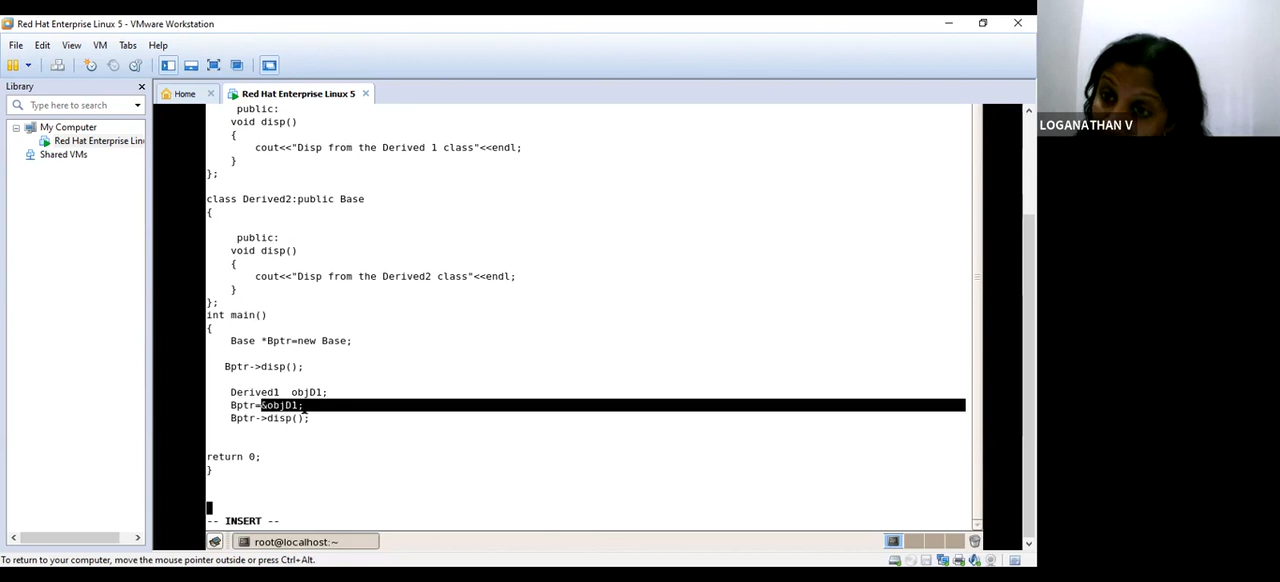 Red Hat Enterprise Linux 5 - VMware Workstation
File Edit View VM Tabs Help
Library
Home
Red Hat Enterprise Linux 5
Type here to search
My Computer
Red Hat Enterprise Lin
Shared VMs
public:
void disp()
{
cout<<"Disp from the Derived 1 class"<<endl;
}
};
class Derived2:public Base
{
public:
void disp()
{
cout<<"Disp from the Derived2 class"<<endl;
}
};
int main()
{
Base *Bptr=new Base;
Bptr->disp();
Derived1 objD1;
Bptr=&objD1;
Bptr->disp();
return 0;
}
-- INSERT --
root@localhost:~
To return to your computer, move the mouse pointer outside or press Ctrl+Alt.
LOGANATHAN V